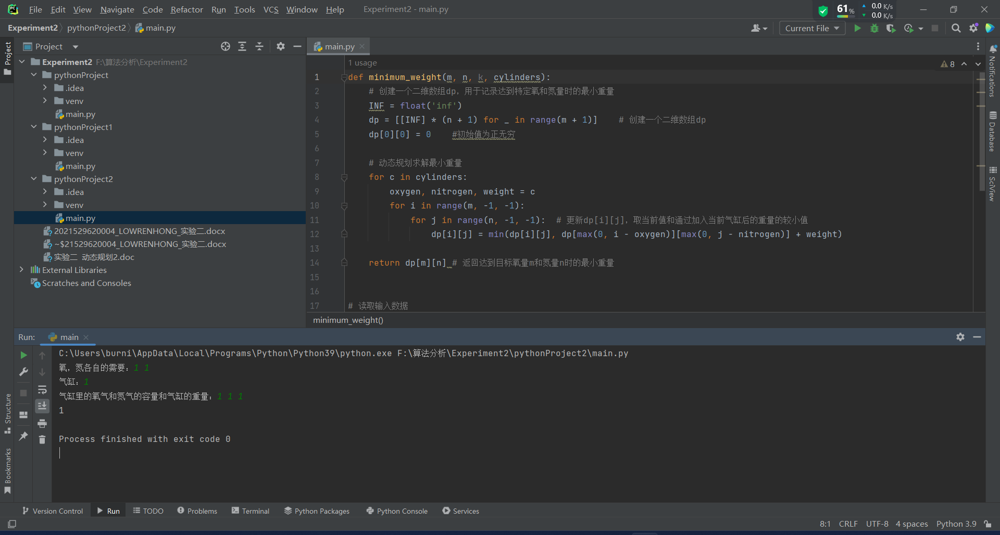 File Edit View Navigate Code Refactor Run Tools VCS Window Help Experiment2 - main.py
61% 0.0 K/s
0.0 K/s
Experiment2 pythonProject2 main.py
Current File
Project
main.py
Project
Experiment2 F:\算法分析\Experiment2
pythonProject
.idea
venv
main.py
pythonProject1
.idea
venv
main.py
pythonProject2
.idea
venv
main.py
2021529620004_LOWRENHONG_实验二.docx
~$21529620004_LOWRENHONG_实验二.docx
实验二 动态规划2.doc
External Libraries
Scratches and Consoles
1 usage
8
1 def minimum_weight(m, n, k, cylinders):
2 # 创建一个二维数组dp，用于记录达到特定氧和氮量时的最小重量
3 INF = float('inf')
4 dp = [[INF] * (n + 1) for _ in range(m + 1)] # 创建一个二维数组dp
5 dp[0][0] = 0 #初始值为正无穷
6
7 # 动态规划求解最小重量
8 for c in cylinders:
9 oxygen, nitrogen, weight = c
10 for i in range(m, -1, -1):
11 for j in range(n, -1, -1): # 更新dp[i][j]，取当前值和通过加入当前气缸后的重量的较小值
12 dp[i][j] = min(dp[i][j], dp[max(0, i - oxygen)][max(0, j - nitrogen)] + weight)
13
14 return dp[m][n] # 返回达到目标氧量m和氮量n时的最小重量
15
16
17 # 读取输入数据
minimum_weight()
Notifications
Database
SciView
Run: main
C:\Users\burni\AppData\Local\Programs\Python\Python39\python.exe F:\算法分析\Experiment2\pythonProject2\main.py
氧，氮各自的需要：1 1
气缸：1
气缸里的氧气和氮气的容量和气缸的重量：1 1 1
1
Process finished with exit code 0
Structure
Bookmarks
Version Control Run TODO Problems Terminal Python Packages Python Console Services
8:1 CRLF UTF-8 4 spaces Python 3.9